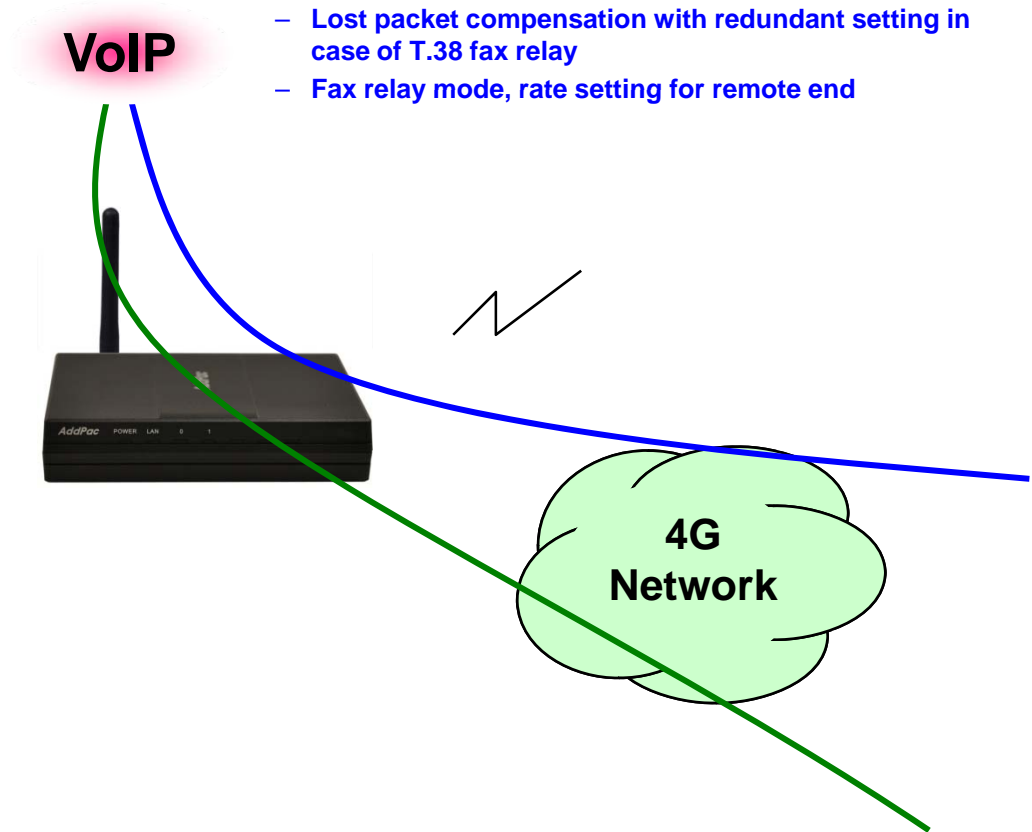 VoIP
– Lost packet compensation with redundant setting in
case of T.38 fax relay
– Fax relay mode, rate setting for remote end
AddPac POWER LAN 0 1
4G
Network